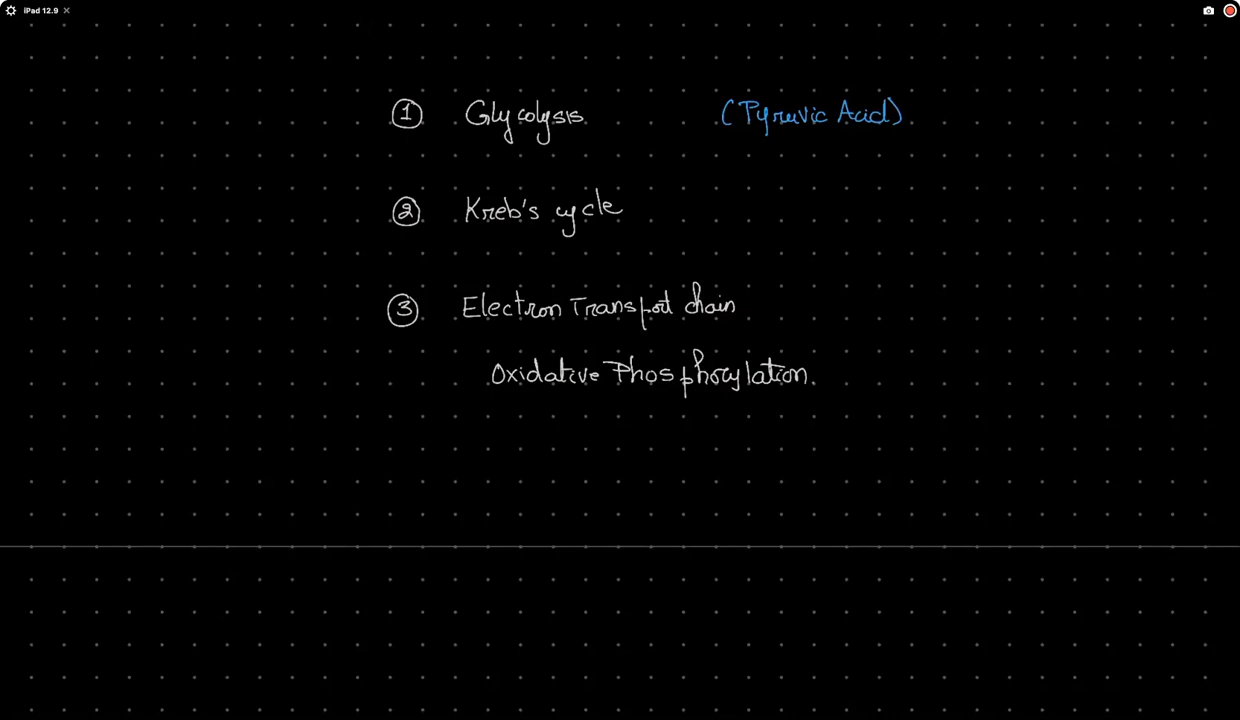 iPad 12.9
① Glycolysis (Pyruvic Acid)
② Kreb's cycle
③ Electron Transport chain
Oxidative Phosphorylation.